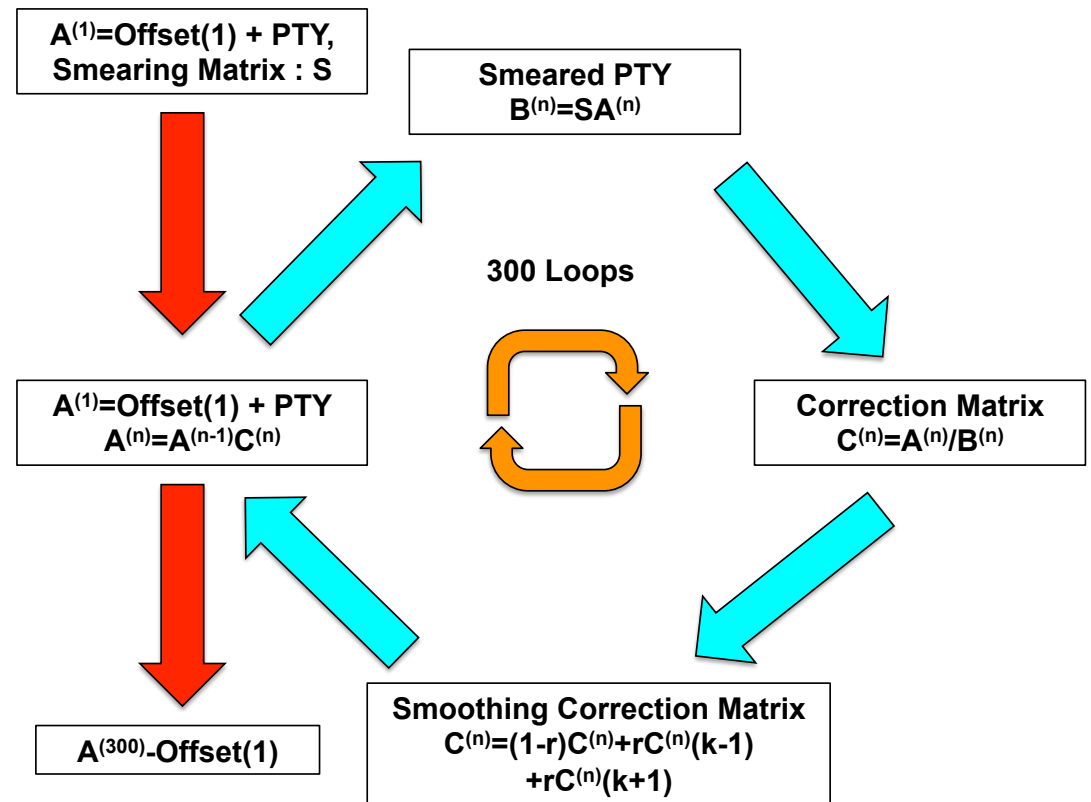 A⁽¹⁾=Offset(1) + PTY,
Smearing Matrix : S
Smeared PTY
B⁽ⁿ⁾=SA⁽ⁿ⁾
300 Loops
A⁽¹⁾=Offset(1) + PTY
A⁽ⁿ⁾=A⁽ⁿ⁻¹⁾C⁽ⁿ⁾
Correction Matrix
C⁽ⁿ⁾=A⁽ⁿ⁾/B⁽ⁿ⁾
Smoothing Correction Matrix
C⁽ⁿ⁾=(1-r)C⁽ⁿ⁾+rC⁽ⁿ⁾(k-1)
+rC⁽ⁿ⁾(k+1)
A⁽³⁰⁰⁾-Offset(1)